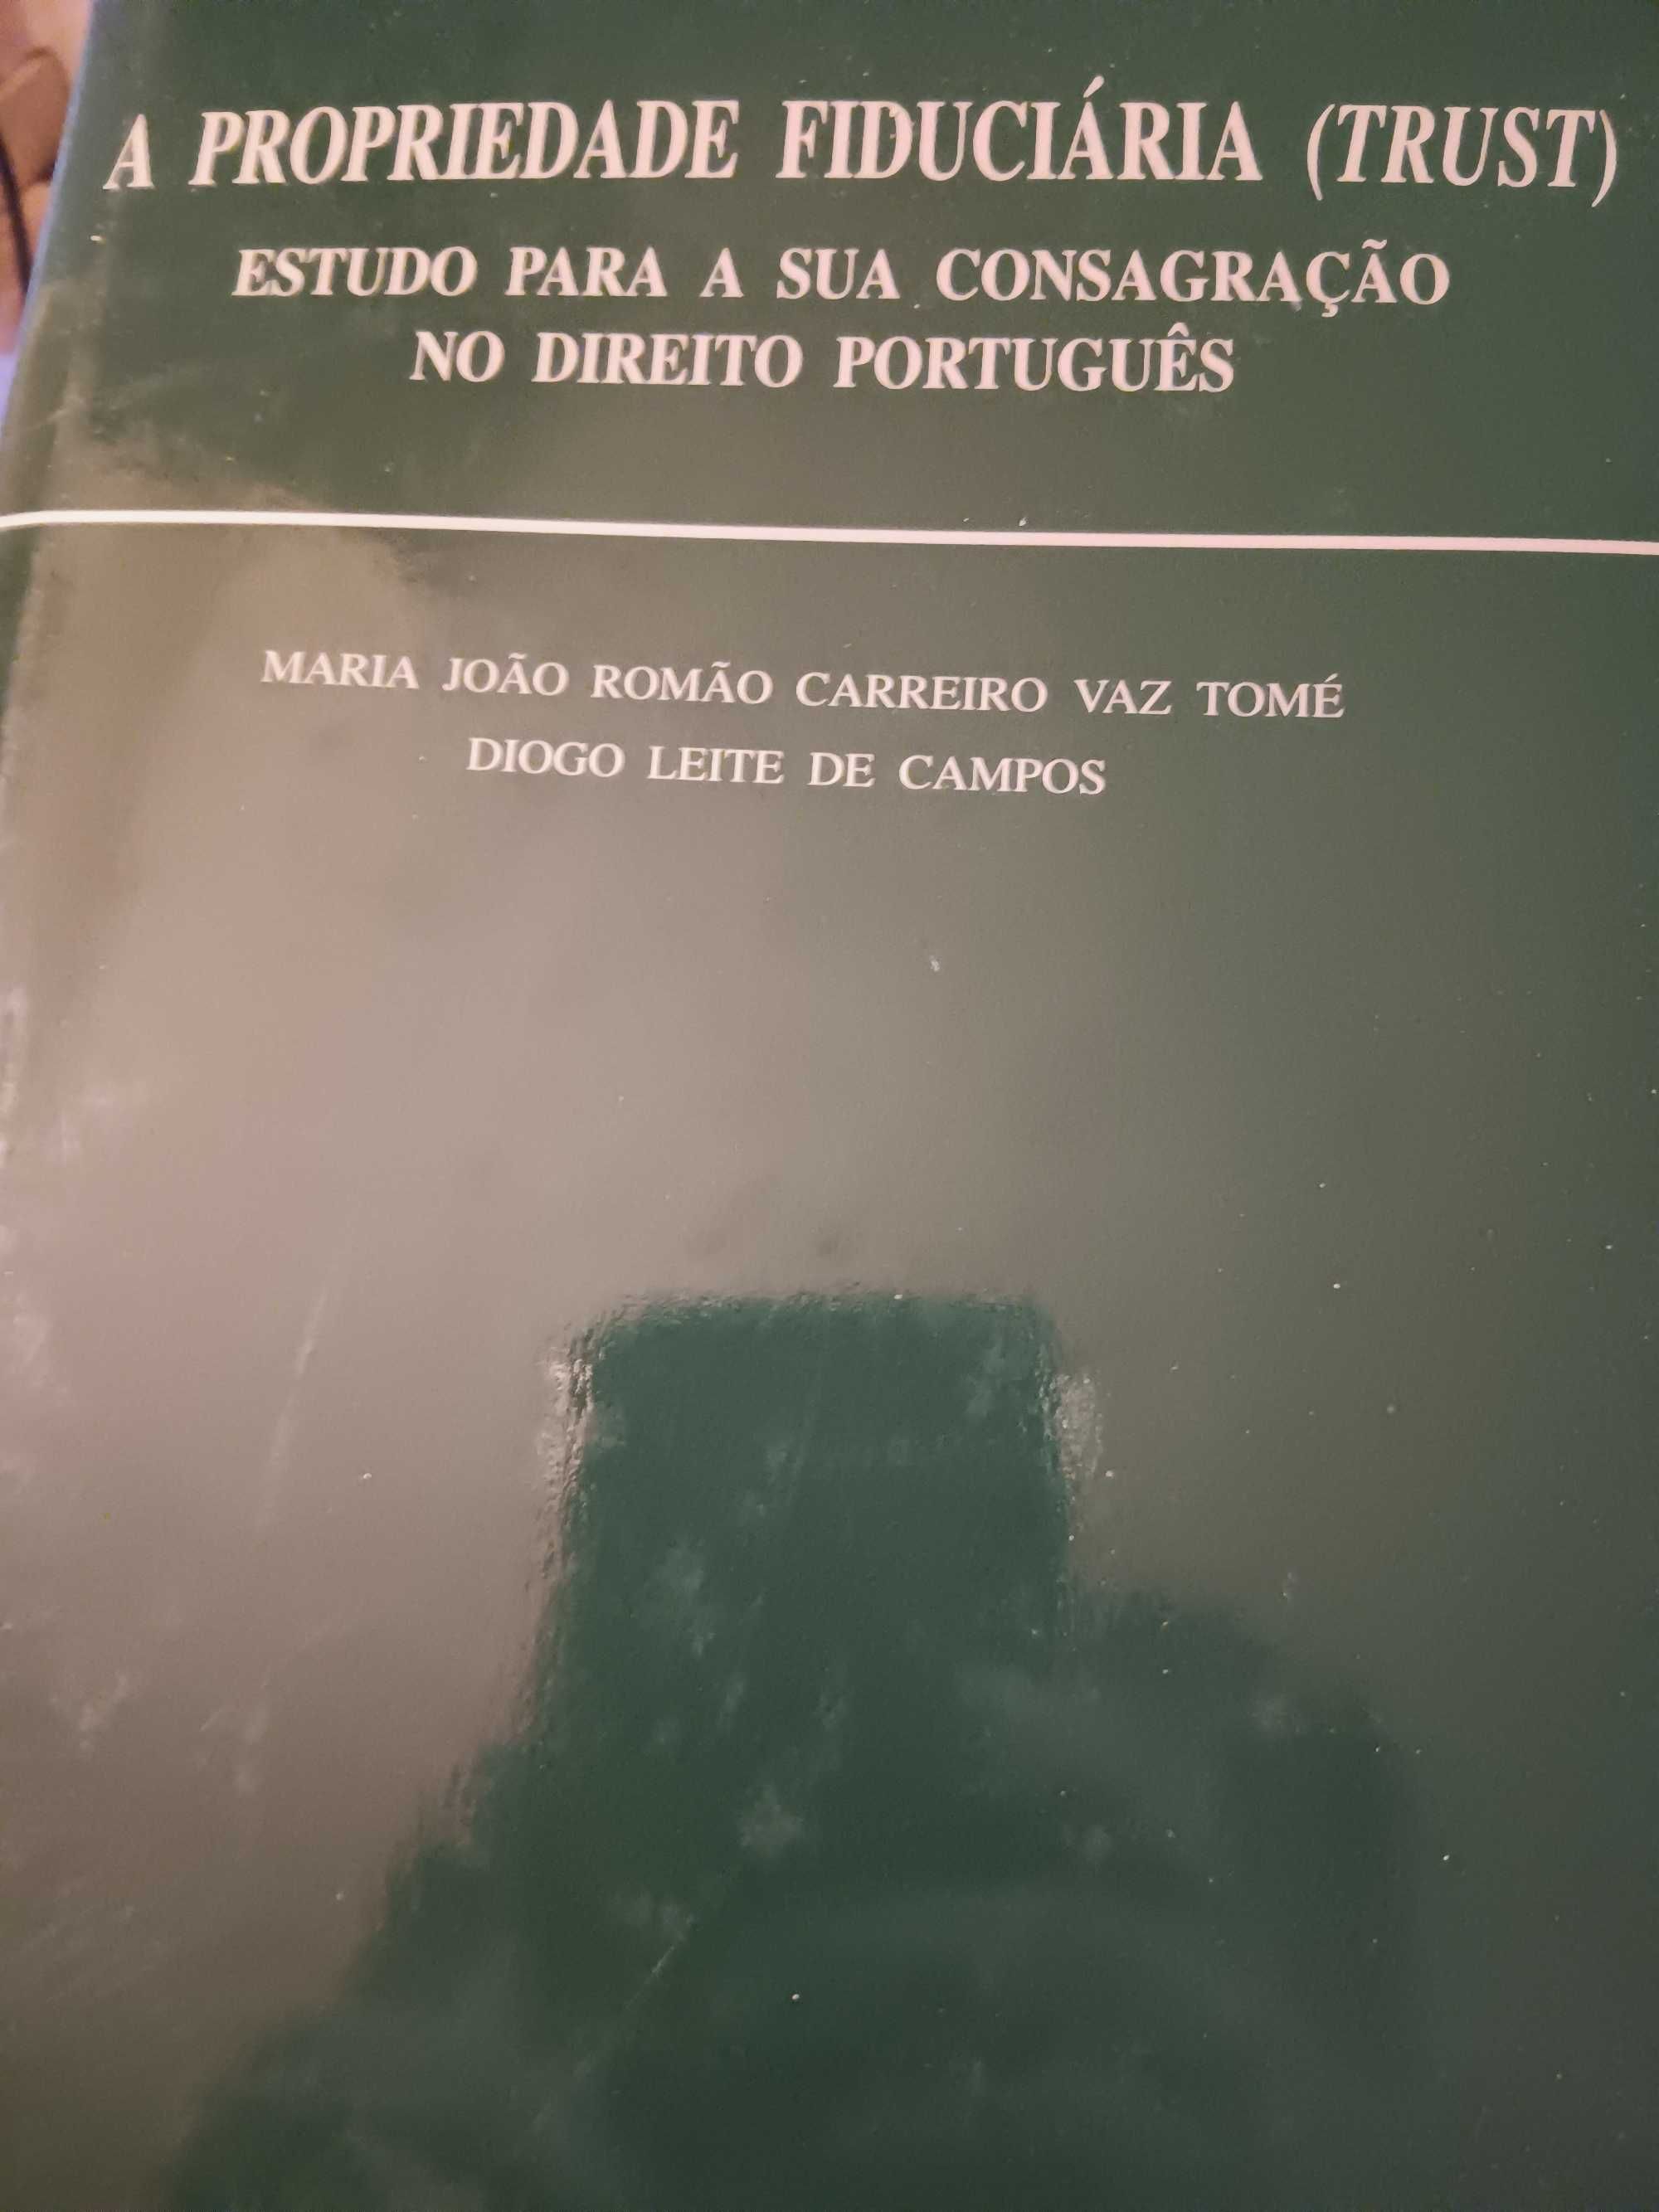 A PROPRIEDADE FIDUCIÁRIA (TRUST)
ESTUDO PARA A SUA CONSAGRAÇÃO
NO DIREITO PORTUGUÊS
MARIA JOÃO ROMÃO CARREIRO VAZ TOMÉ
DIOGO LEITE DE CAMPOS